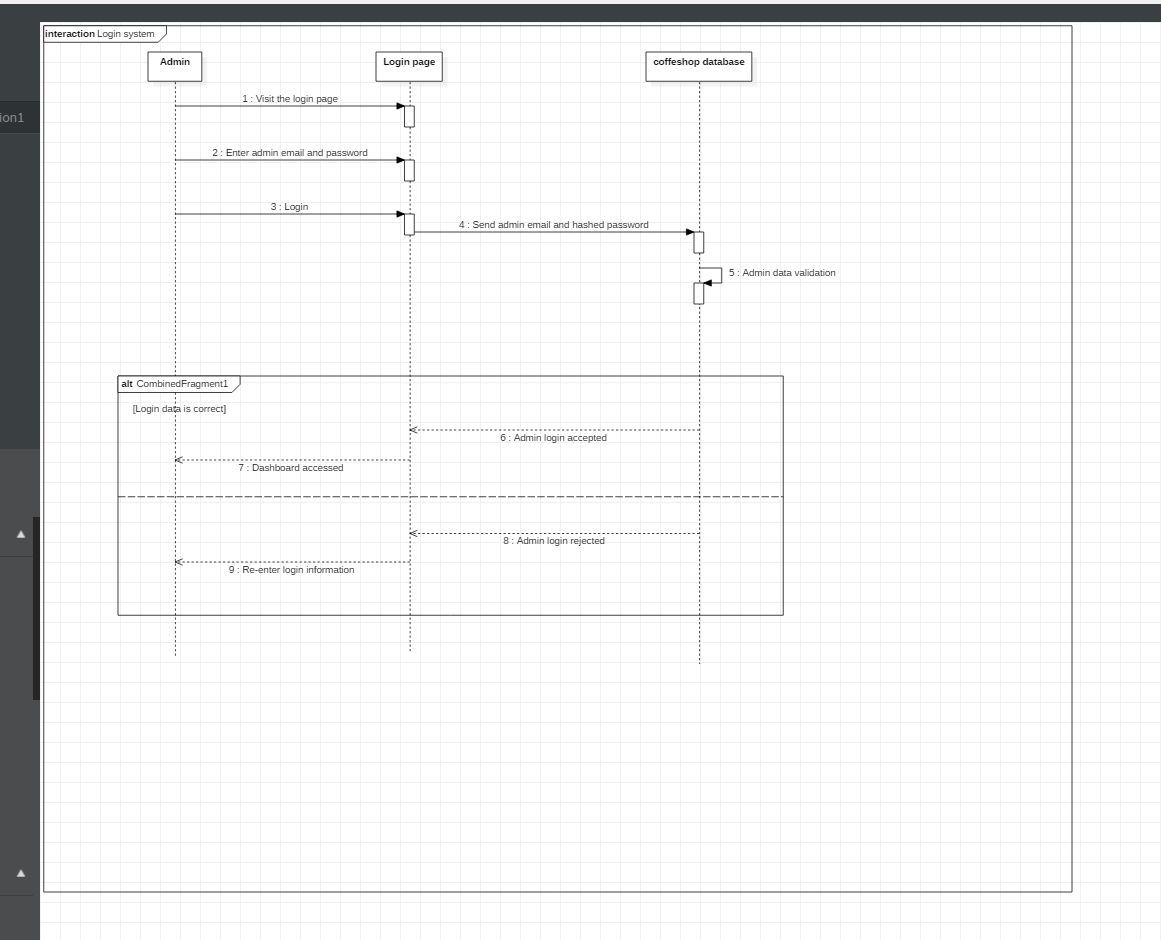 interaction Login system
Admin
Login page
coffeshop database
1 : Visit the login page
ion1
2 : Enter admin email and password
3 : Login
4 : Send admin email and hashed password
5 : Admin data validation
alt CombinedFragment1
[Login data is correct]
6 : Admin login accepted
7 : Dashboard accessed
8 : Admin login rejected
9 : Re-enter login information